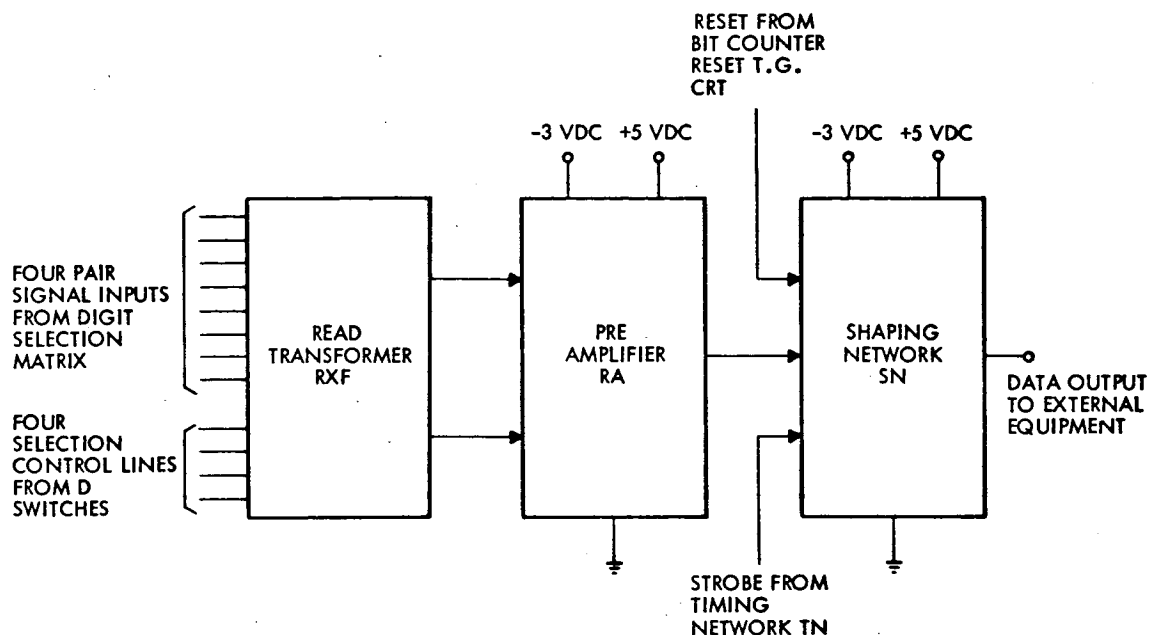 RESET FROM
BIT COUNTER
RESET T.G.
CRT
-3 VDC
+5 VDC
-3 VDC
+5 VDC
FOUR PAIR
SIGNAL INPUTS
FROM DIGIT
SELECTION
MATRIX
FOUR
SELECTION
CONTROL LINES
FROM D
SWITCHES
READ
TRANSFORMER
RXF
PRE
AMPLIFIER
RA
SHAPING
NETWORK
SN
DATA OUTPUT
TO EXTERNAL
EQUIPMENT
STROBE FROM
TIMING
NETWORK TN